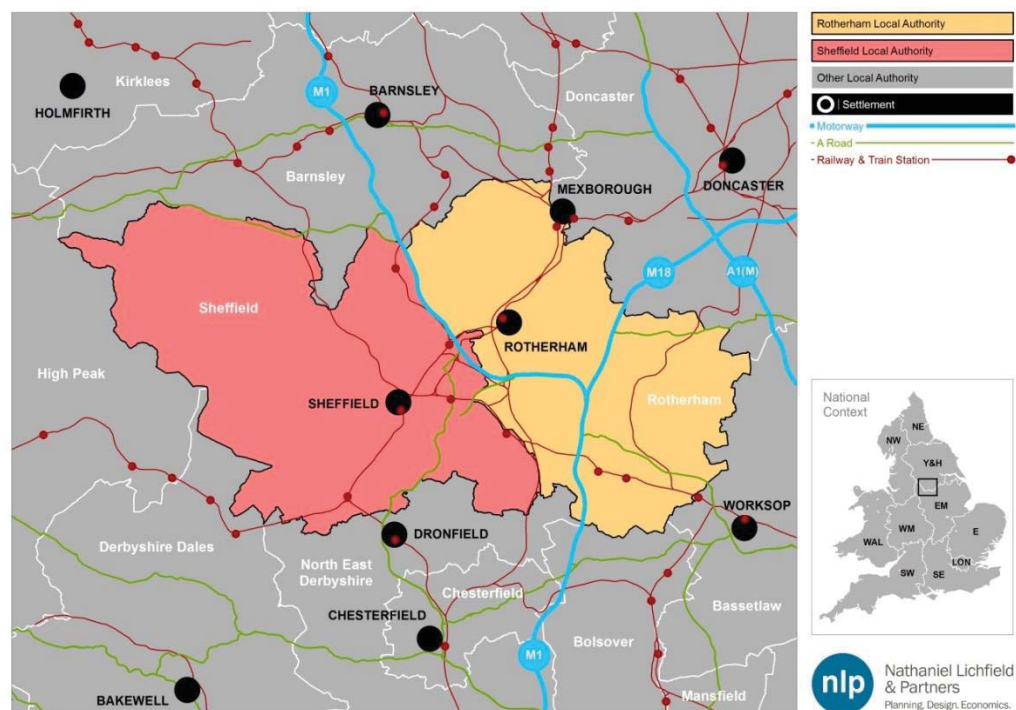 Kirklees
HOLMFIRTH
M1
BARNSLEY
Doncaster
Barnsley
MEXBOROUGH
DONCASTER
M18
A1(M)
Sheffield
ROTHERHAM
High Peak
SHEFFIELD
Rotherham
WORKSOP
DRONFIELD
Derbyshire Dales
North East
Derbyshire
Chesterfield
CHESTERFIELD
Bassetlaw
Bolsover
M1
BAKEWELL
Mansfield
Rotherham Local Authority
Sheffield Local Authority
Other Local Authority
Settlement
Motorway
A Road
Railway & Train Station
National
Context
NE
NW
Y&H
EM
WM
E
WAL
LON
SW
SE
nlp
Nathaniel Lichfield
& Partners
Planning. Design. Economics.